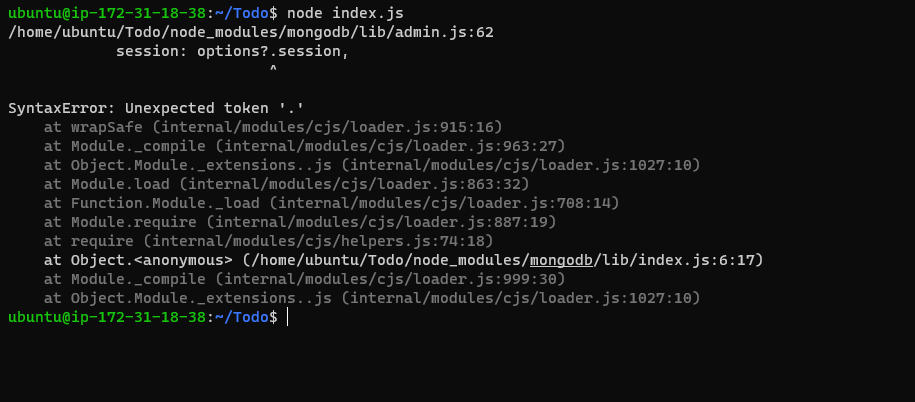 ubuntu@ip-172-31-18-38:~/Todo$ node index.js
/home/ubuntu/Todo/node_modules/mongodb/lib/admin.js:62
            session: options?.session,
                             ^

SyntaxError: Unexpected token '.'
    at wrapSafe (internal/modules/cjs/loader.js:915:16)
    at Module._compile (internal/modules/cjs/loader.js:963:27)
    at Object.Module._extensions..js (internal/modules/cjs/loader.js:1027:10)
    at Module.load (internal/modules/cjs/loader.js:863:32)
    at Function.Module._load (internal/modules/cjs/loader.js:708:14)
    at Module.require (internal/modules/cjs/loader.js:887:19)
    at require (internal/modules/cjs/helpers.js:74:18)
    at Object.<anonymous> (/home/ubuntu/Todo/node_modules/mongodb/lib/index.js:6:17)
    at Module._compile (internal/modules/cjs/loader.js:999:30)
    at Object.Module._extensions..js (internal/modules/cjs/loader.js:1027:10)
ubuntu@ip-172-31-18-38:~/Todo$